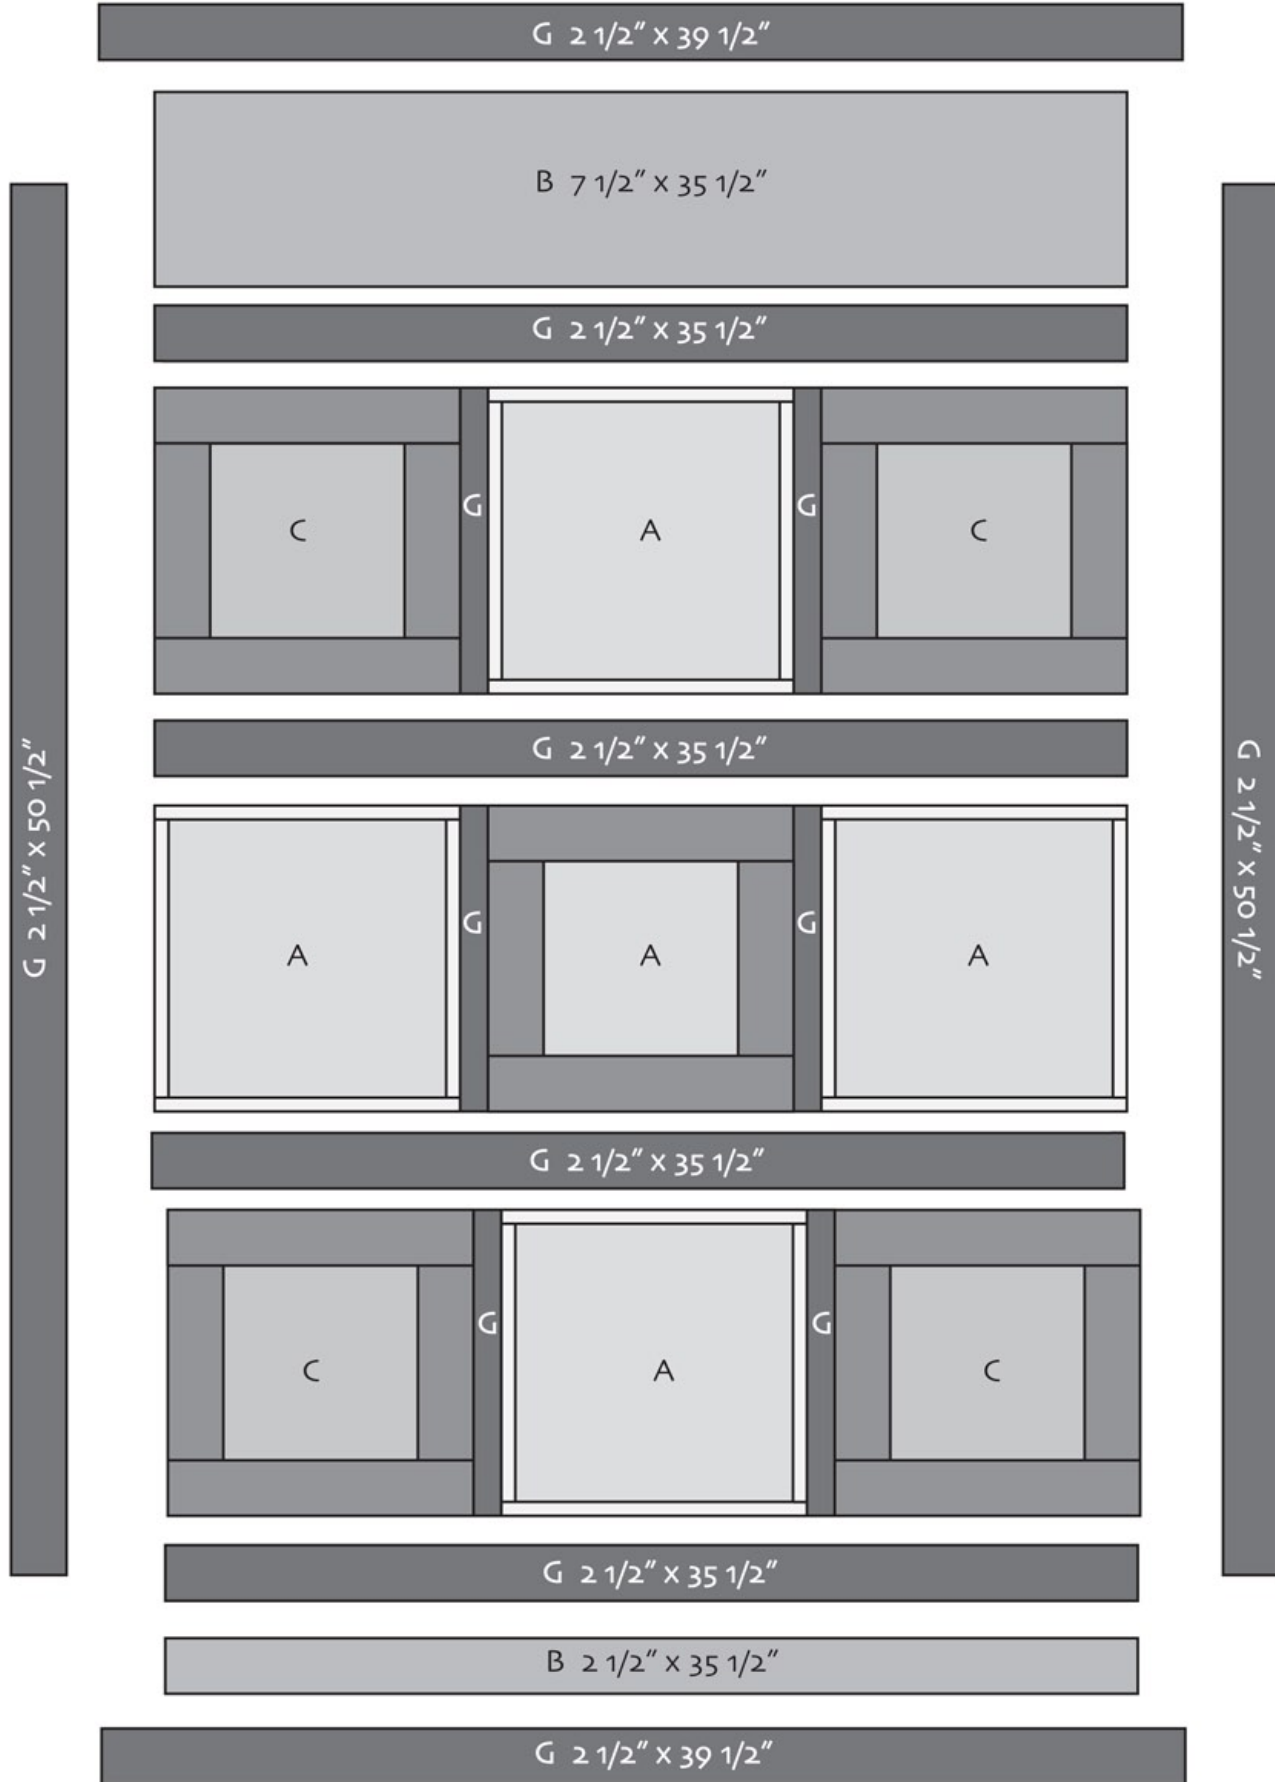 G 2 1/2" x 39 1/2"
B 7 1/2" x 35 1/2"
G 2 1/2" x 35 1/2"
C
G
A
G
C
G 2 1/2" x 35 1/2"
G 2 1/2" x 50 1/2"
G 2 1/2" x 50 1/2"
A
G
A
G
A
G 2 1/2" x 35 1/2"
C
G
A
G
C
G 2 1/2" x 35 1/2"
B 2 1/2" x 35 1/2"
G 2 1/2" x 39 1/2"